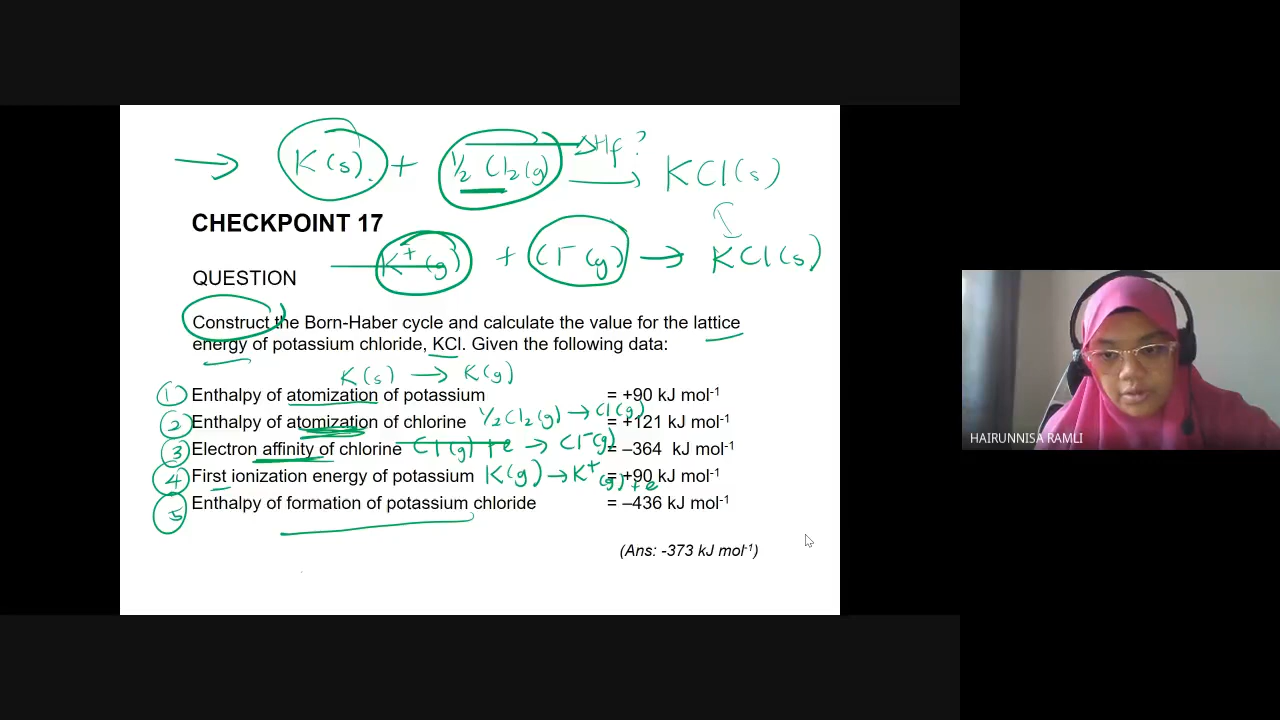 → K(s) + ½ Cl₂(g) ΔHf? → KCl(s)
CHECKPOINT 17
K⁺(g) + Cl⁻(g) → KCl(s)
QUESTION
Construct the Born-Haber cycle and calculate the value for the lattice
energy of potassium chloride, KCl. Given the following data:
K(s) → K(g)
① Enthalpy of atomization of potassium = +90 kJ mol⁻¹
② Enthalpy of atomization of chlorine ½ Cl₂(g) → Cl(g) = +121 kJ mol⁻¹
③ Electron affinity of chlorine Cl(g) + e → Cl⁻(g) = –364 kJ mol⁻¹
④ First ionization energy of potassium K(g) → K⁺(g) + e = +90 kJ mol⁻¹
⑤ Enthalpy of formation of potassium chloride = –436 kJ mol⁻¹
(Ans: -373 kJ mol⁻¹)
HAIRUNNISA RAMLI